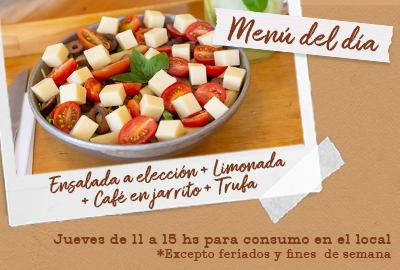 Menú del día
Ensalada a elección + Limonada
+ Café en jarrito + Trufa
Jueves de 11 a 15 hs para consumo en el local
*Excepto feriados y fines de semana